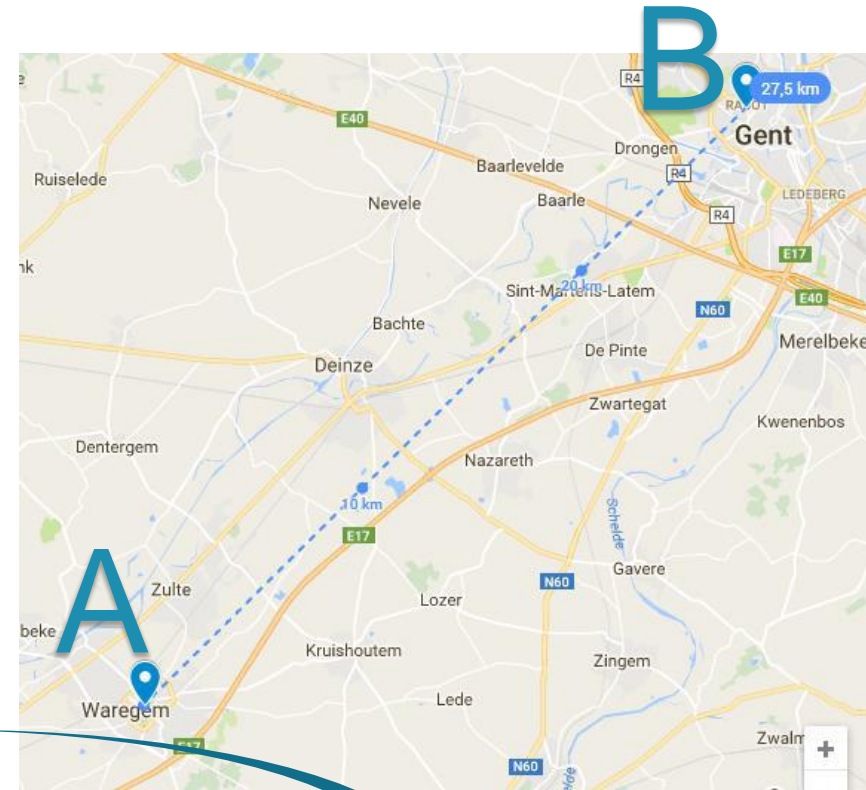 B
R4
27,5 km
E40
Gent
Drongen
Baarlevelde
R4
Ruiselede
LEDEBERG
Nevele
Baarle
R4
E17
20 km
Sint-Martens-Latem
E40
N60
Bachte
Merelbeke
De Pinte
Deinze
Zwartegat
Kwenenbos
Dentergem
Nazareth
10 km
Schelde
E17
A
Gavere
N60
Zulte
Lozer
beke
Kruishoutem
Zingem
Lede
Waregem
Zwalm
E17
N60
+